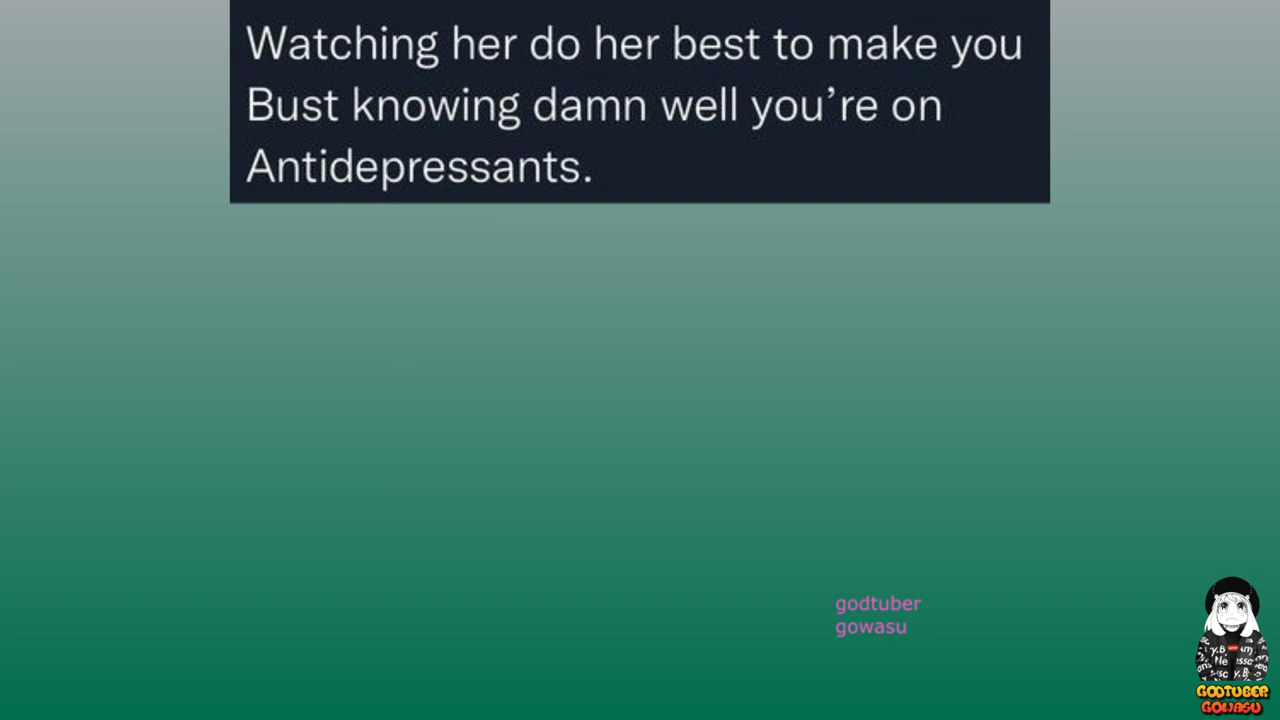 Watching her do her best to make you
Bust knowing damn well you’re on
Antidepressants.
godtuber
gowasu
GODTUBER
GOWASU